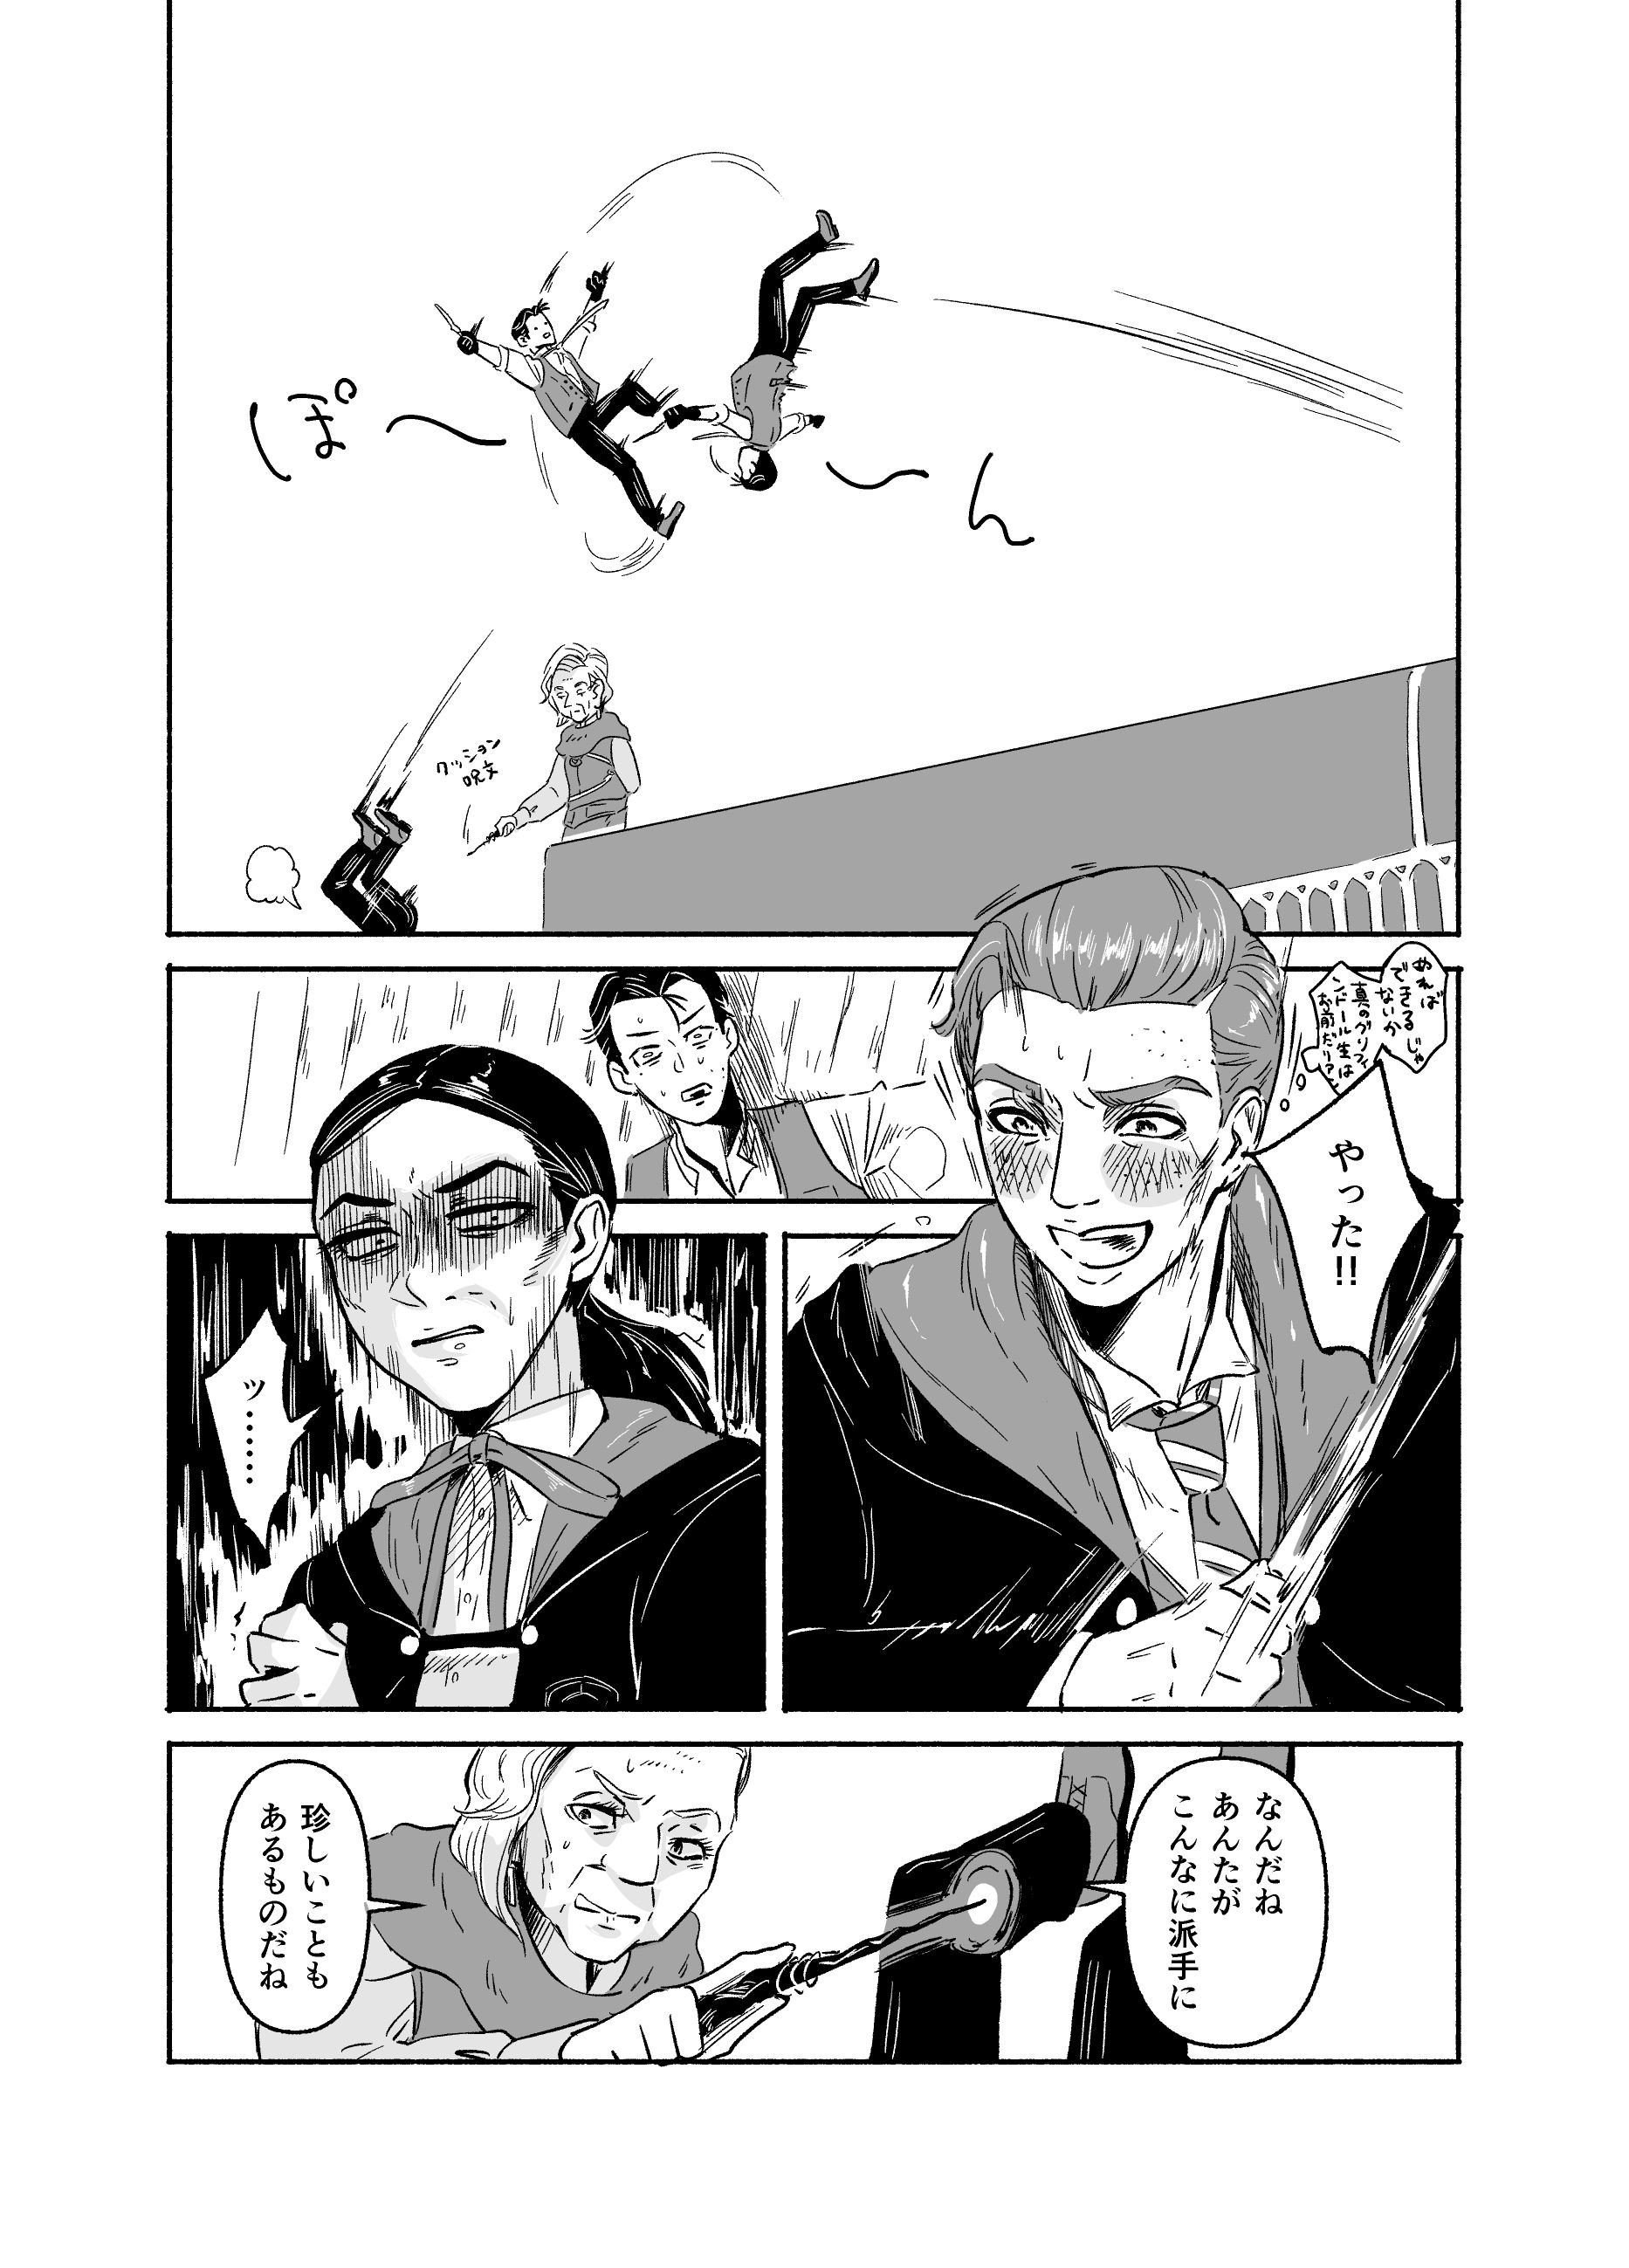 ぽ〜〜ん
クッション
呪文
やれば
できるじゃ
ないか
真のグリフィ
ンドール生は
お前だリアン
やった!!
ッ……
なんだね
あんたが
こんなに派手に
珍しいことも
あるものだね